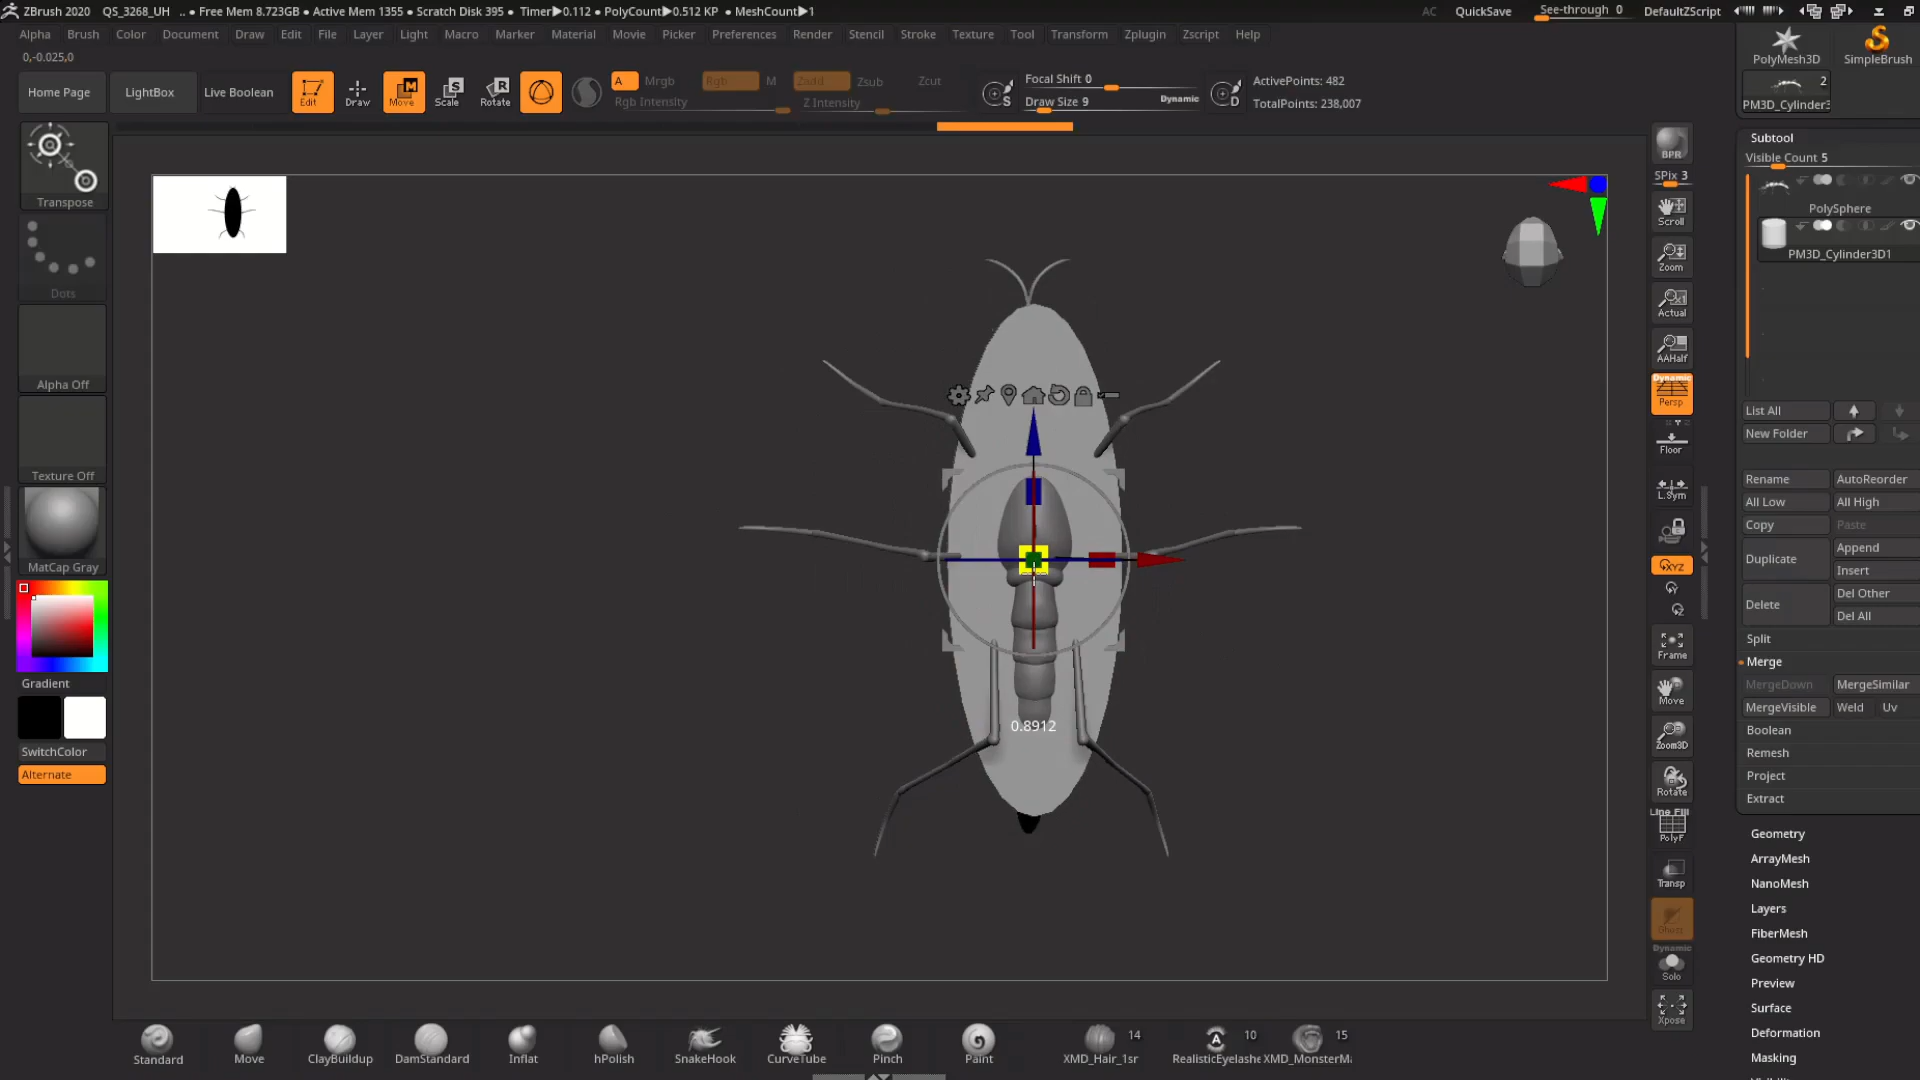 ZBrush 2020 QS_3268_UH .. • Free Mem 8.723GB • Active Mem 1355 • Scratch Disk 395 • Timer▶0.112 • PolyCount▶0.512 KP • MeshCount▶1 AC QuickSave See-through 0 DefaultZScript
Alpha Brush Color Document Draw Edit File Layer Light Macro Marker Material Movie Picker Preferences Render Stencil Stroke Texture Tool Transform Zplugin Zscript Help
0,-0.025,0
Home Page LightBox Live Boolean Edit Draw Move Scale Rotate
A Mrgb Rgb M Zadd Zsub Zcut
Rgb Intensity Z Intensity
S
Focal Shift 0
Draw Size 9 Dynamic
D
ActivePoints: 482
TotalPoints: 238,007
PolyMesh3D SimpleBrush
2
PM3D_Cylinder3
Transpose
Dots
Alpha Off
Texture Off
MatCap Gray
Gradient
SwitchColor
Alternate
0.8912
BPR
SPix 3
Scroll
Zoom
Actual
AAHalf
Dynamic
Persp
Floor
L.Sym
XYZ
Y
Z
Frame
Move
Zoom3D
Rotate
Line Fill
PolyF
Transp
Ghost
Dynamic
Solo
Xpose
Subtool
Visible Count 5
PolySphere
PM3D_Cylinder3D1
List All
New Folder
Rename AutoReorder
All Low All High
Copy Paste
Duplicate Append
Insert
Delete Del Other
Del All
Split
Merge
MergeDown MergeSimilar
MergeVisible Weld Uv
Boolean
Remesh
Project
Extract
Geometry
ArrayMesh
NanoMesh
Layers
FiberMesh
Geometry HD
Preview
Surface
Deformation
Masking
Standard Move ClayBuildup DamStandard Inflat hPolish SnakeHook CurveTube Pinch Paint XMD_Hair_1sr 14 RealisticEyelashe 10 XMD_MonsterMa 15